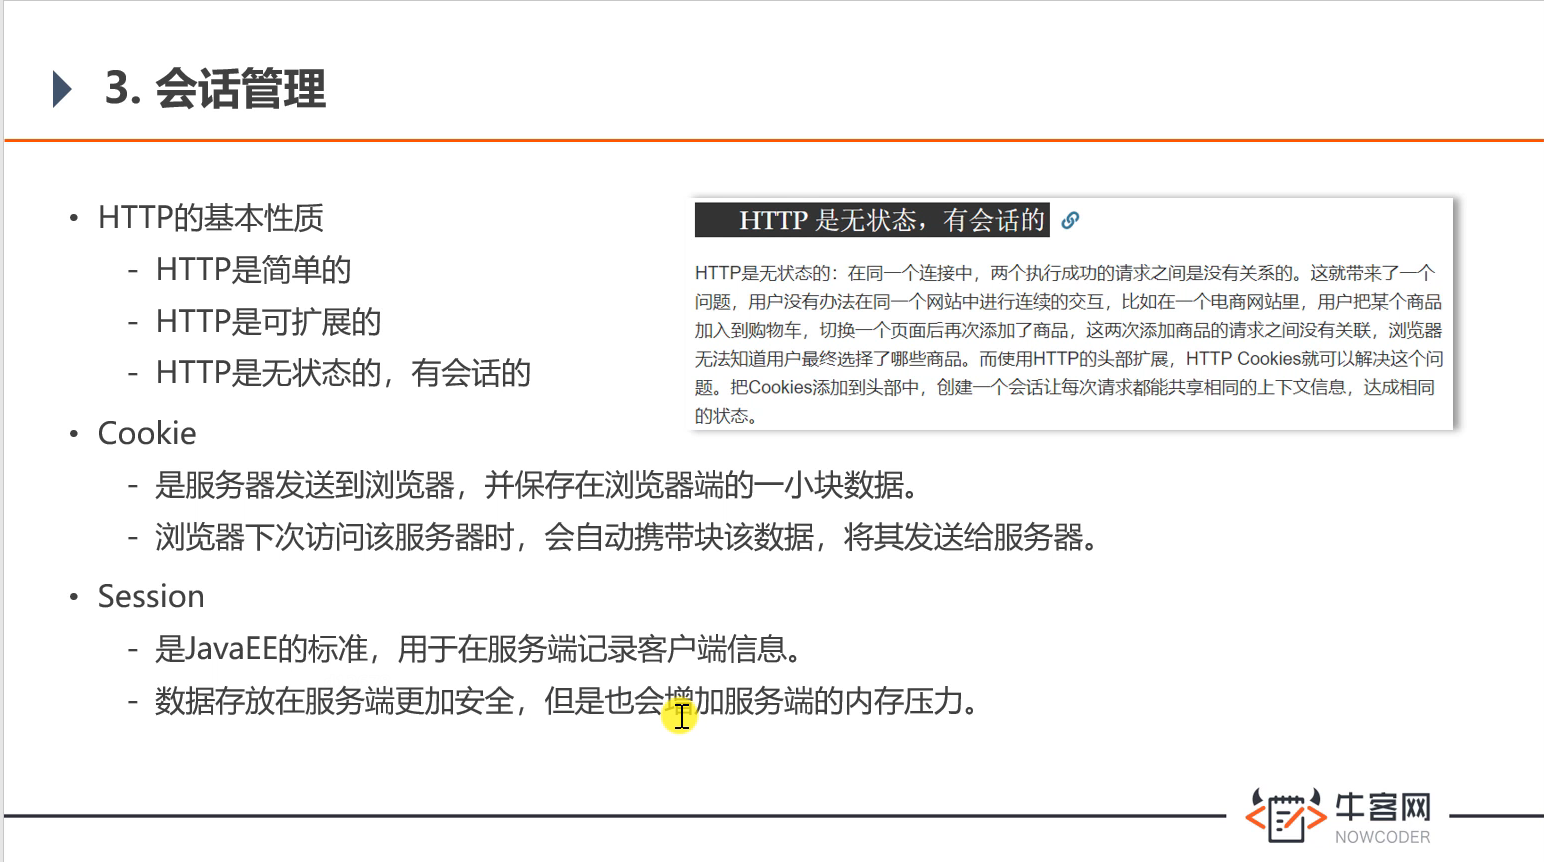 3. 会话管理
• HTTP的基本性质
- HTTP是简单的
- HTTP是可扩展的
- HTTP是无状态的，有会话的
HTTP 是无状态，有会话的
HTTP是无状态的：在同一个连接中，两个执行成功的请求之间是没有关系的。这就带来了一个
问题，用户没有办法在同一个网站中进行连续的交互，比如在一个电商网站里，用户把某个商品
加入到购物车，切换一个页面后再次添加了商品，这两次添加商品的请求之间没有关联，浏览器
无法知道用户最终选择了哪些商品。而使用HTTP的头部扩展，HTTP Cookies就可以解决这个问
题。把Cookies添加到头部中，创建一个会话让每次请求都能共享相同的上下文信息，达成相同
的状态。
• Cookie
- 是服务器发送到浏览器，并保存在浏览器端的一小块数据。
- 浏览器下次访问该服务器时，会自动携带块该数据，将其发送给服务器。
• Session
- 是JavaEE的标准，用于在服务端记录客户端信息。
- 数据存放在服务端更加安全，但是也会增加服务端的内存压力。
牛客网
NOWCODER